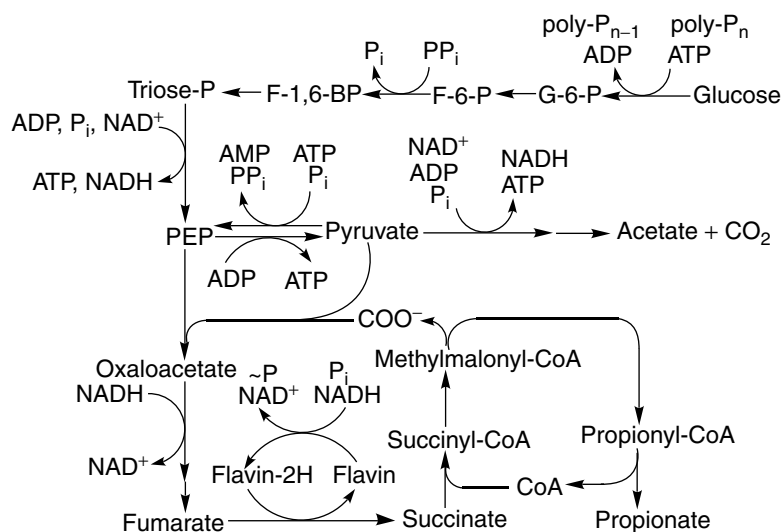 poly-Pₙ₋₁ poly-Pₙ
Pᵢ PPᵢ ADP ATP
Triose-P F-1,6-BP F-6-P G-6-P Glucose
ADP, Pᵢ, NAD⁺
ATP, NADH
AMP ATP
PPᵢ Pᵢ
NAD⁺ NADH
ADP ATP
Pᵢ
PEP Pyruvate Acetate + CO₂
ADP ATP
COO⁻
Oxaloacetate Methylmalonyl-CoA
NADH
~P Pᵢ
NAD⁺ NADH
NAD⁺
Succinyl-CoA Propionyl-CoA
Flavin-2H Flavin
CoA
Fumarate Succinate Propionate